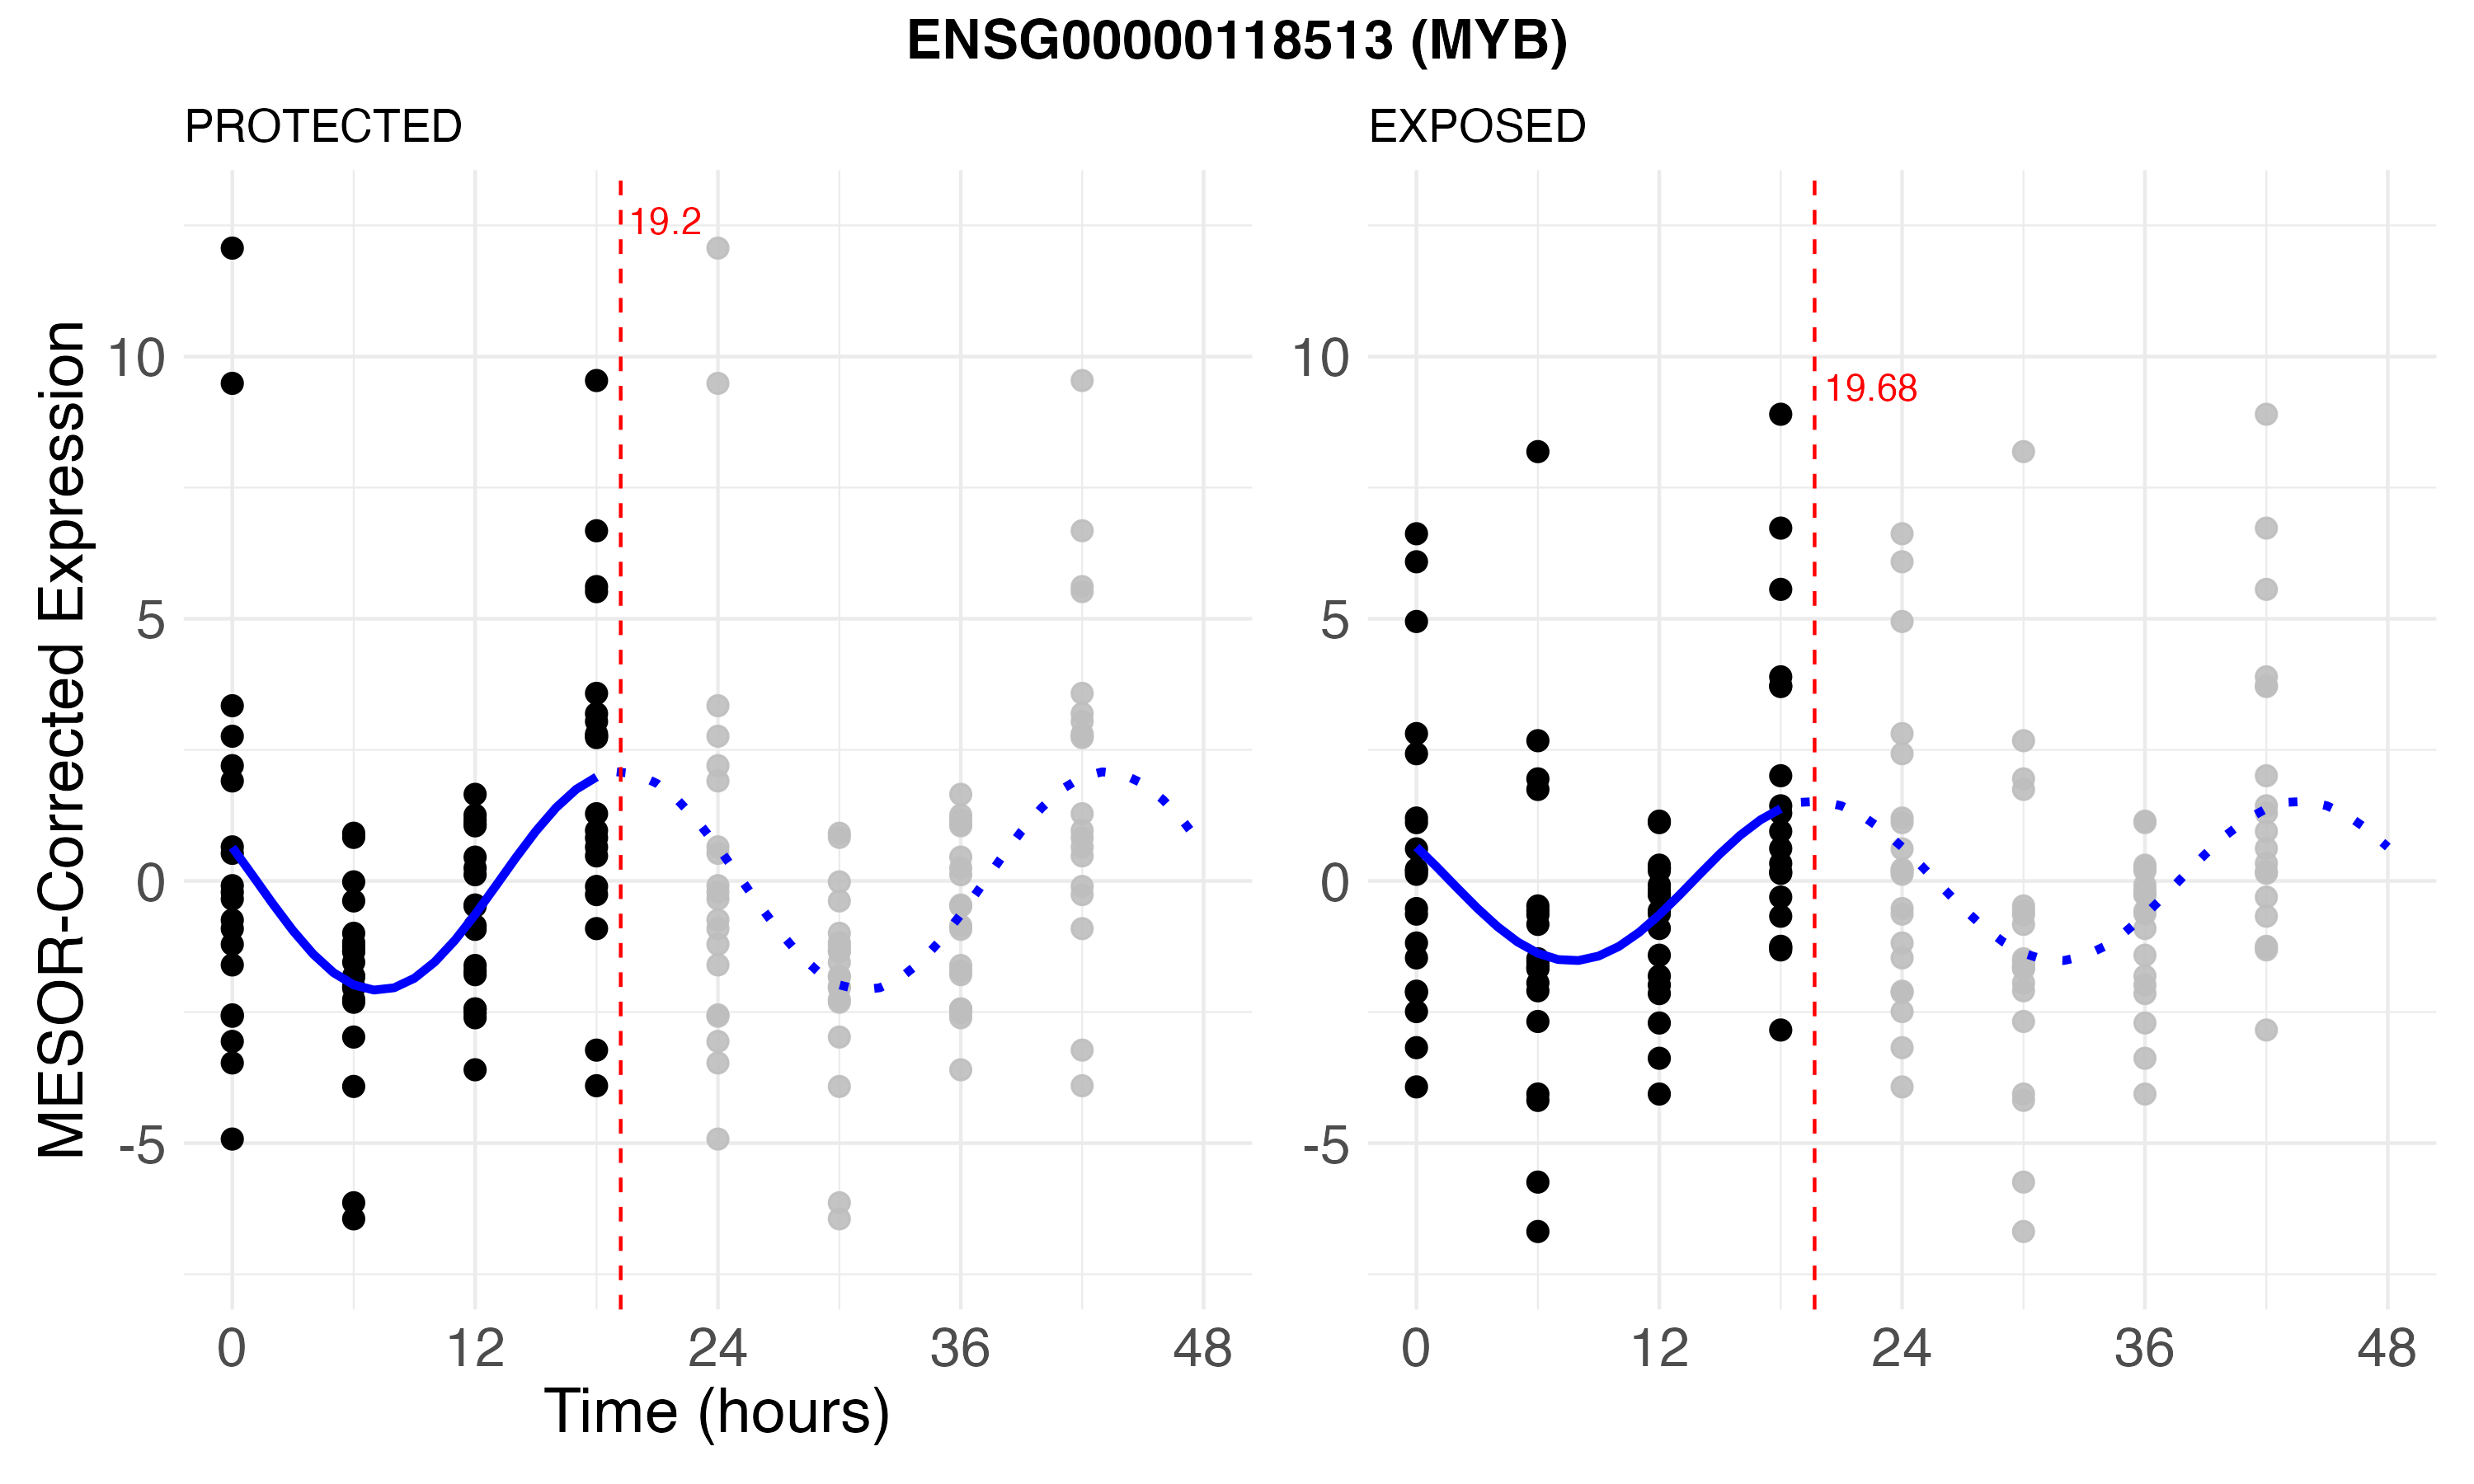 ENSG00000118513 (MYB)
PROTECTED
EXPOSED
MESOR-Corrected Expression
10
5
0
-5
19.2
0 12 24 36 48
10
5
0
-5
19.68
0 12 24 36 48
Time (hours)